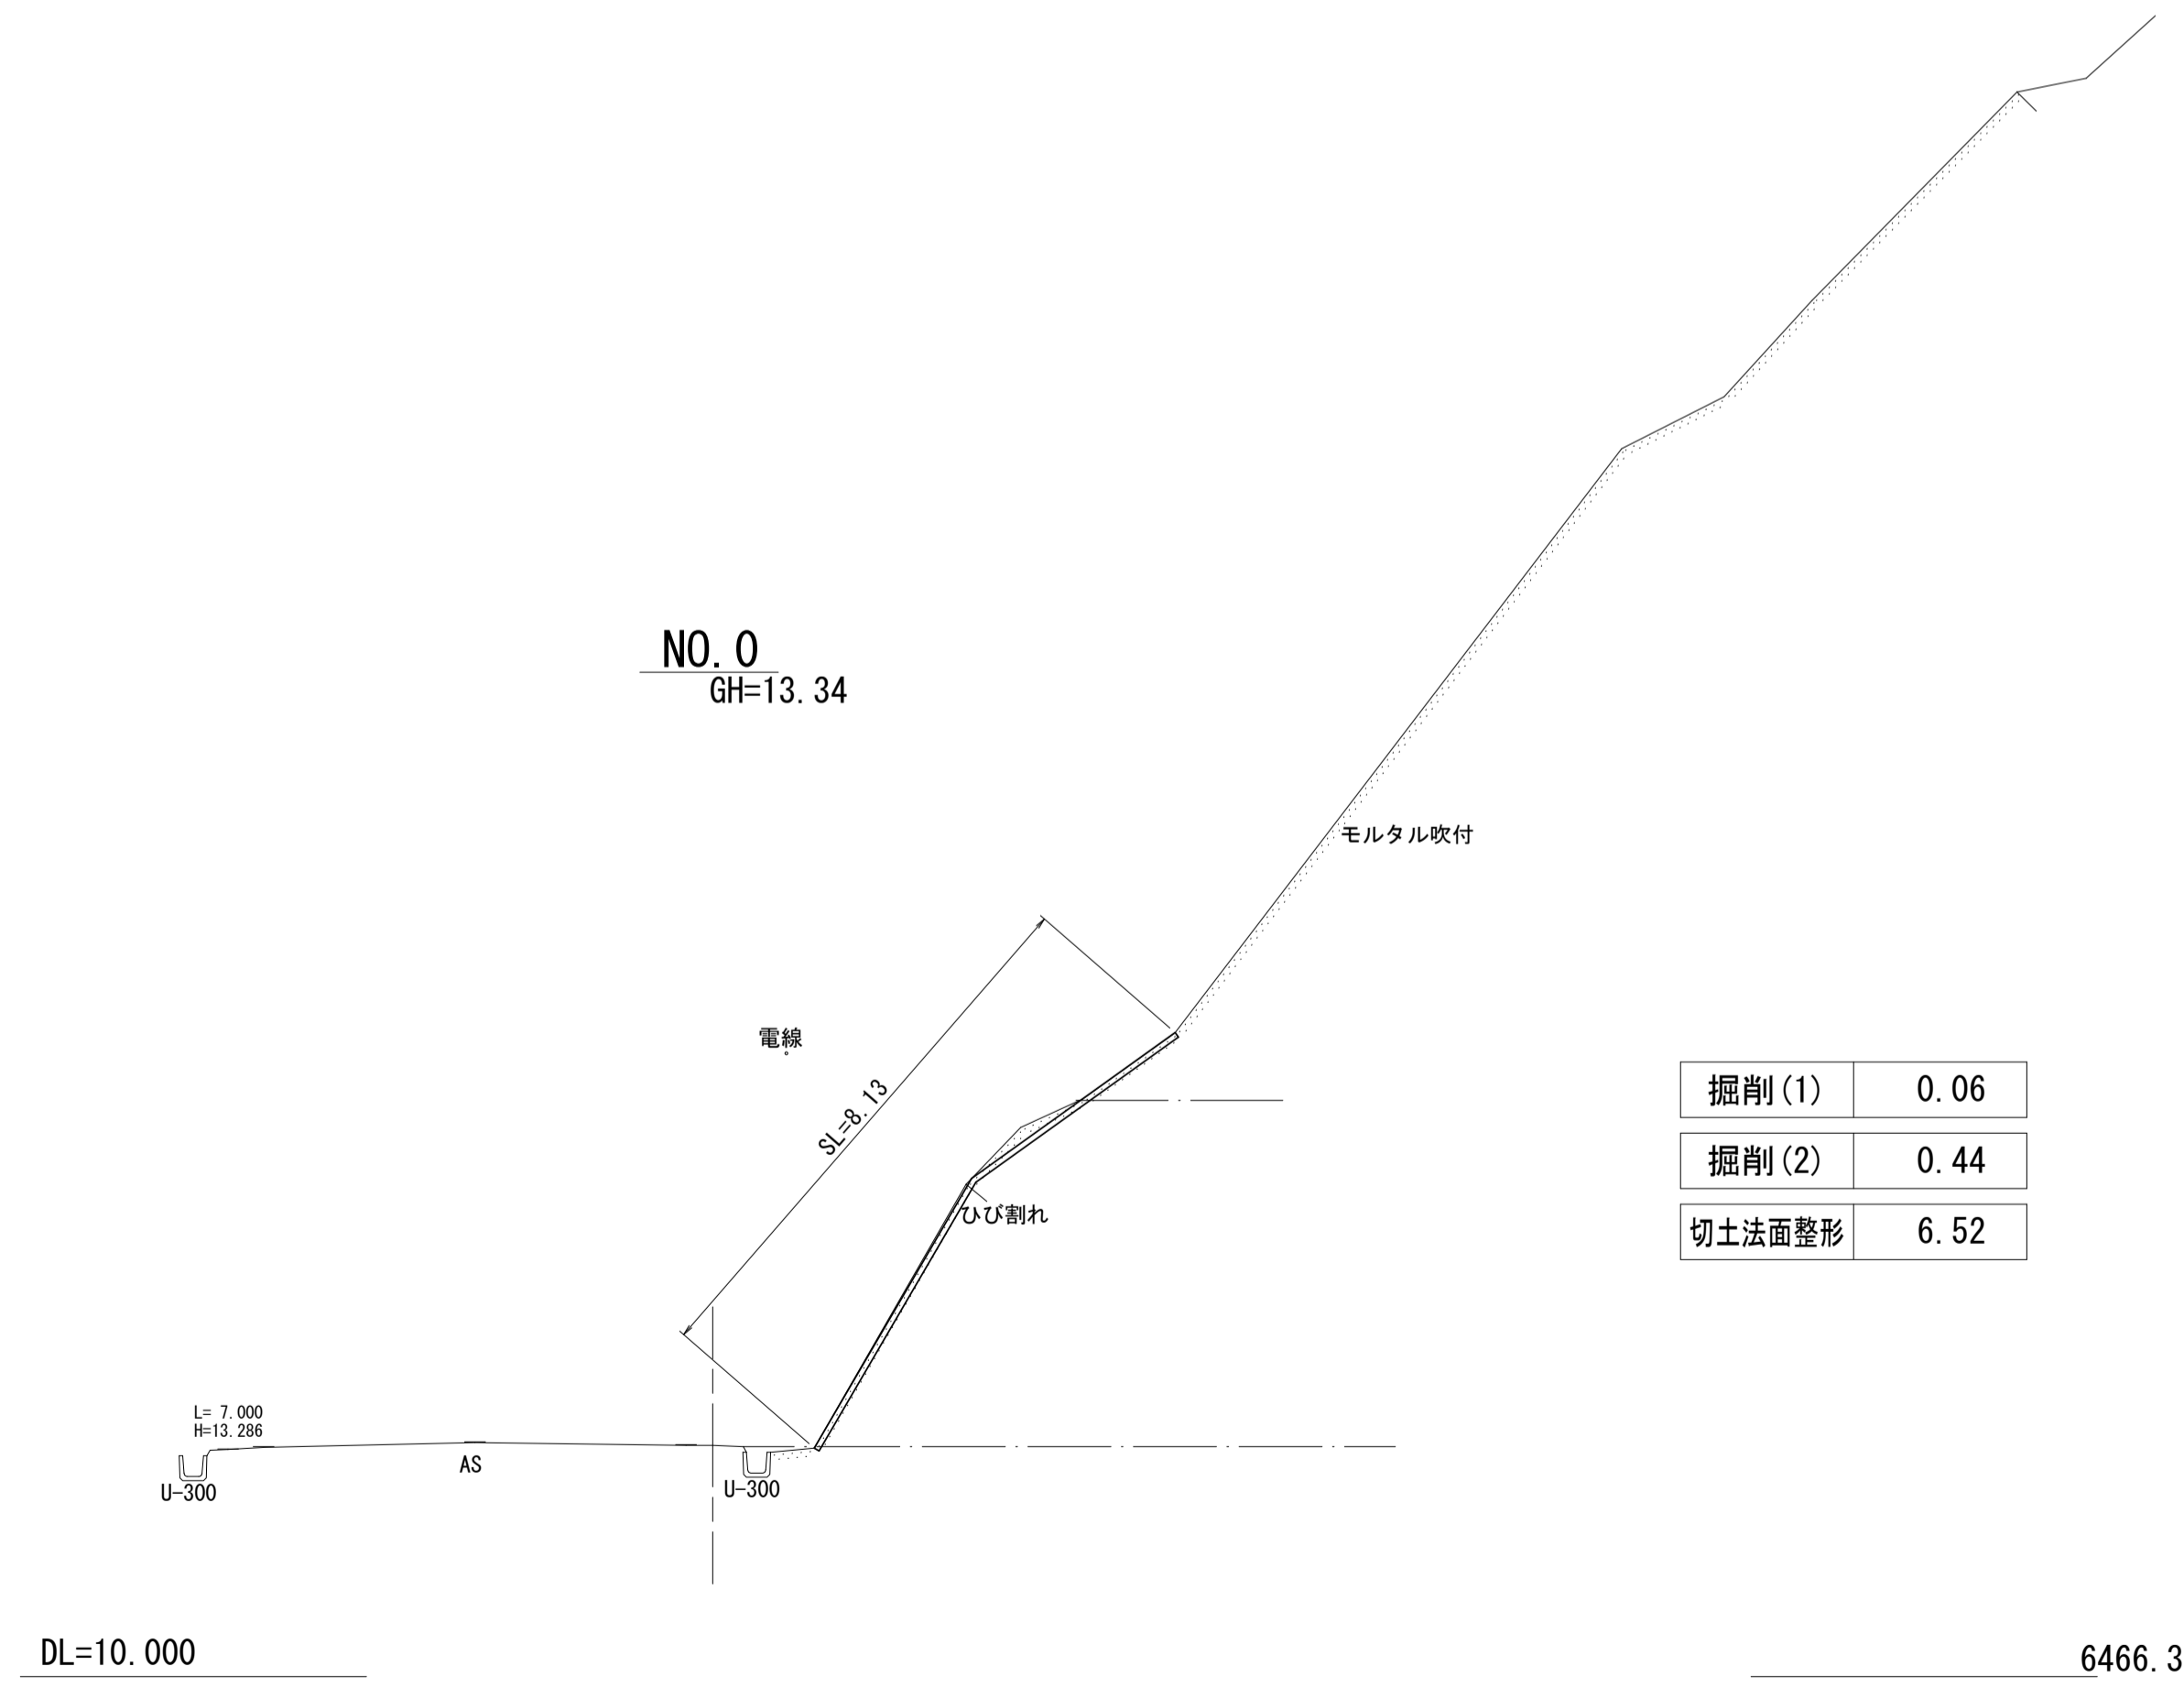 NO.0
GH=13.34
モルタル吹付
電線
SL=8.13
掘削(1) 0.06
掘削(2) 0.44
切土法面整形 6.52
ひび割れ
L= 7.000
H=13.286
AS
U-300
U-300
DL=10.000
6466.3